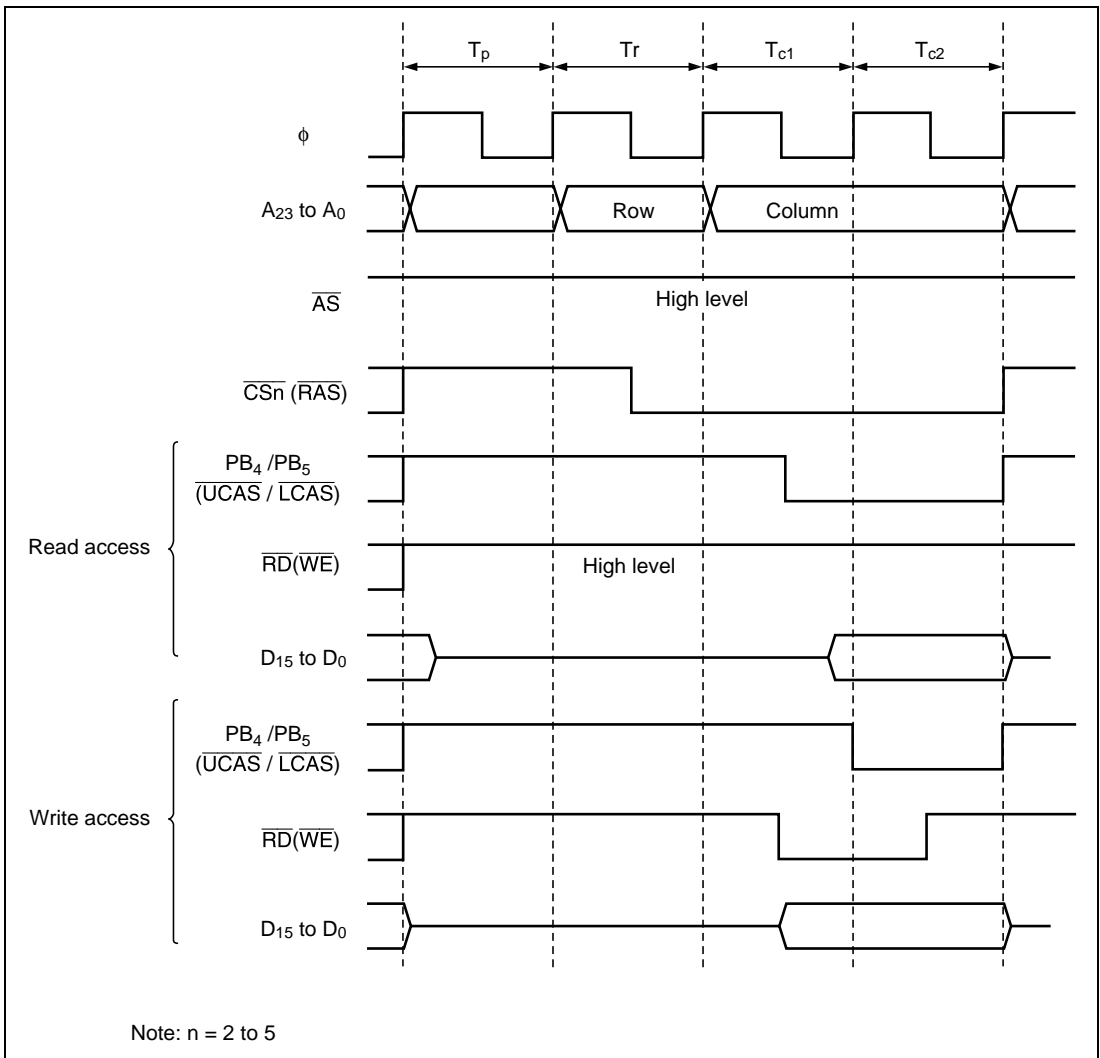 Tp Tr Tc1 Tc2
φ
A23 to A0 Row Column
AS High level
CSn (RAS)
PB4 /PB5
(UCAS / LCAS)
Read access
RD(WE) High level
D15 to D0
PB4 /PB5
(UCAS / LCAS)
Write access
RD(WE)
D15 to D0
Note: n = 2 to 5